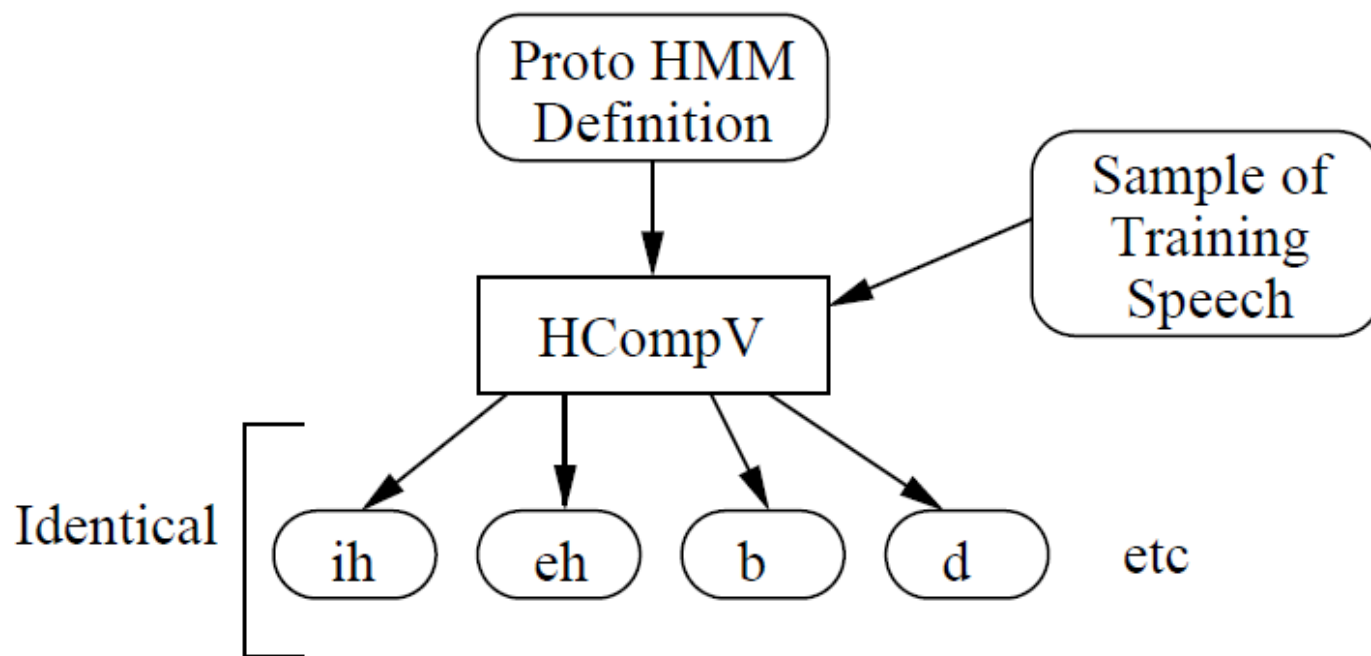 Proto HMM
Definition
Sample of
Training
Speech
HCompV
Identical
ih
eh
b
d
etc